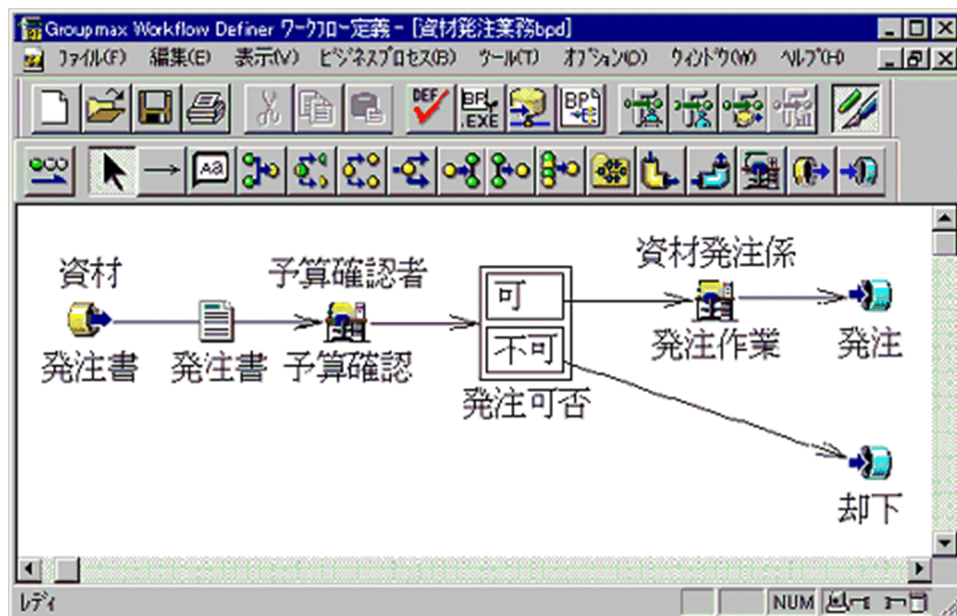 Groupmax Workflow Definer ワークフロー定義 - [資材発注業務bpd]
ファイル(F) 編集(E) 表示(V) ビジネスプロセス(B) ツール(T) オプション(O) ウィンドウ(W) ヘルプ(H)
DEF BP .EXE BP
Aa
資材 予算確認者 資材発注係
可
不可
発注書 発注書 予算確認 発注作業 発注
発注可否
却下
レディ NUM